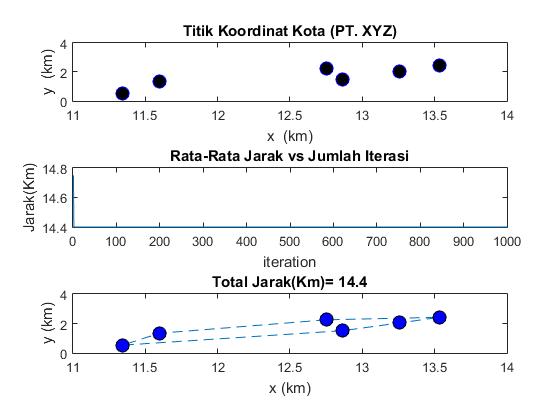 Titik Koordinat Kota (PT. XYZ)
4
2
0
y (km)
11 11.5 12 12.5 13 13.5 14
x (km)
Rata-Rata Jarak vs Jumlah Iterasi
14.8
14.6
14.4
Jarak(Km)
0 100 200 300 400 500 600 700 800 900 1000
iteration
Total Jarak(Km)= 14.4
4
2
0
y (km)
11 11.5 12 12.5 13 13.5 14
x (km)